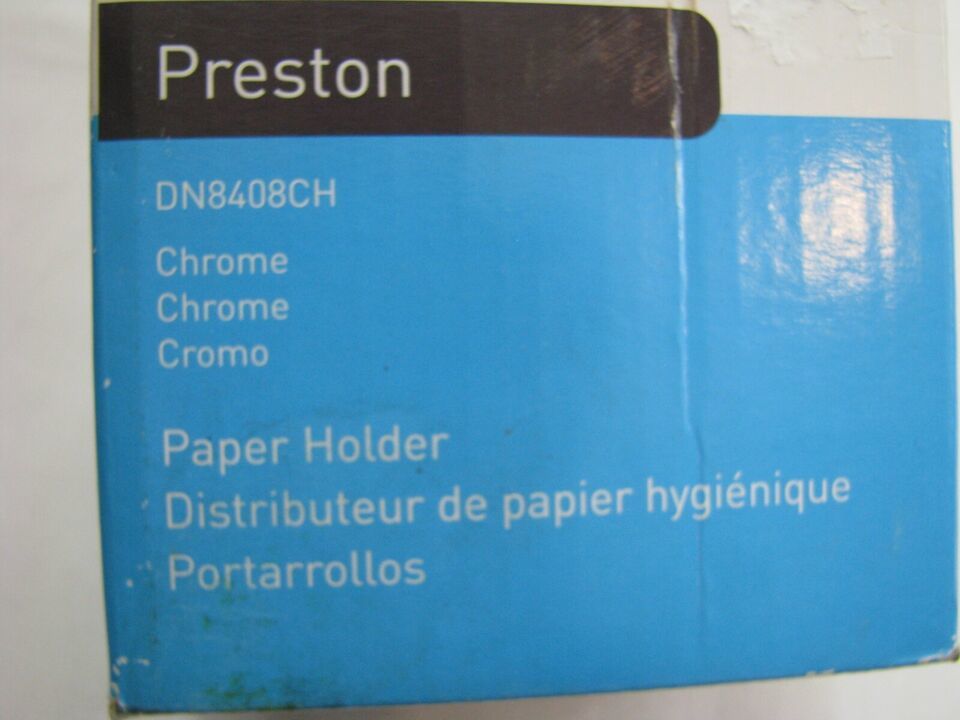 Preston
DN8408CH
Chrome
Chrome
Cromo
Paper Holder
Distributeur de papier hygiénique
Portarrollos